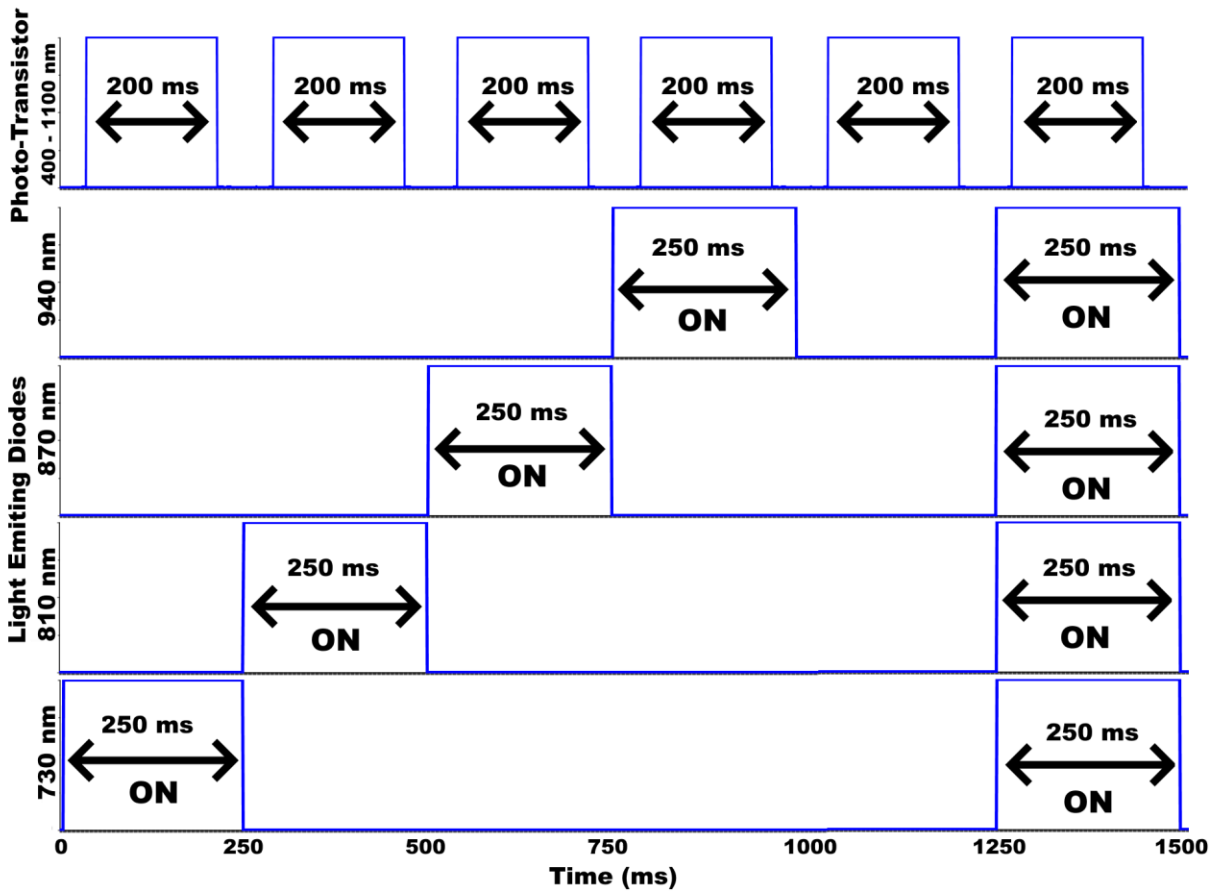 Photo-Transistor
400 - 1100 nm
200 ms
200 ms
200 ms
200 ms
200 ms
200 ms
Light Emiting Diodes
940 nm
250 ms
ON
250 ms
ON
870 nm
250 ms
ON
250 ms
ON
810 nm
250 ms
ON
250 ms
ON
730 nm
250 ms
ON
250 ms
ON
0 250 500 750 1000 1250 1500
Time (ms)